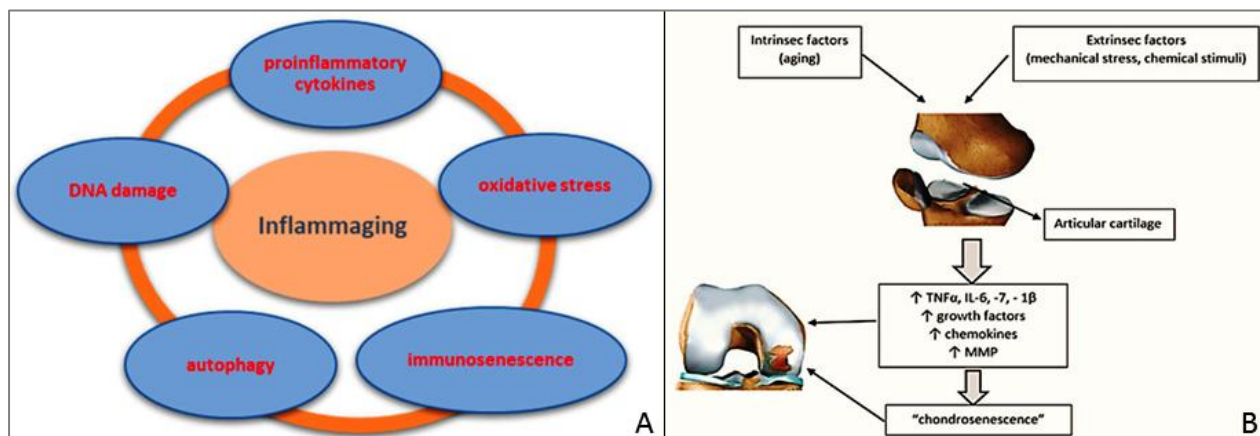 proinflammatory
cytokines
DNA damage
oxidative stress
Inflammaging
autophagy
immunosenescence
A
Intrinsec factors
(aging)
Extrinsec factors
(mechanical stress, chemical stimuli)
Articular cartilage
↑ TNFα, IL-6, -7, - 1β
↑ growth factors
↑ chemokines
↑ MMP
"chondrosenescence"
B